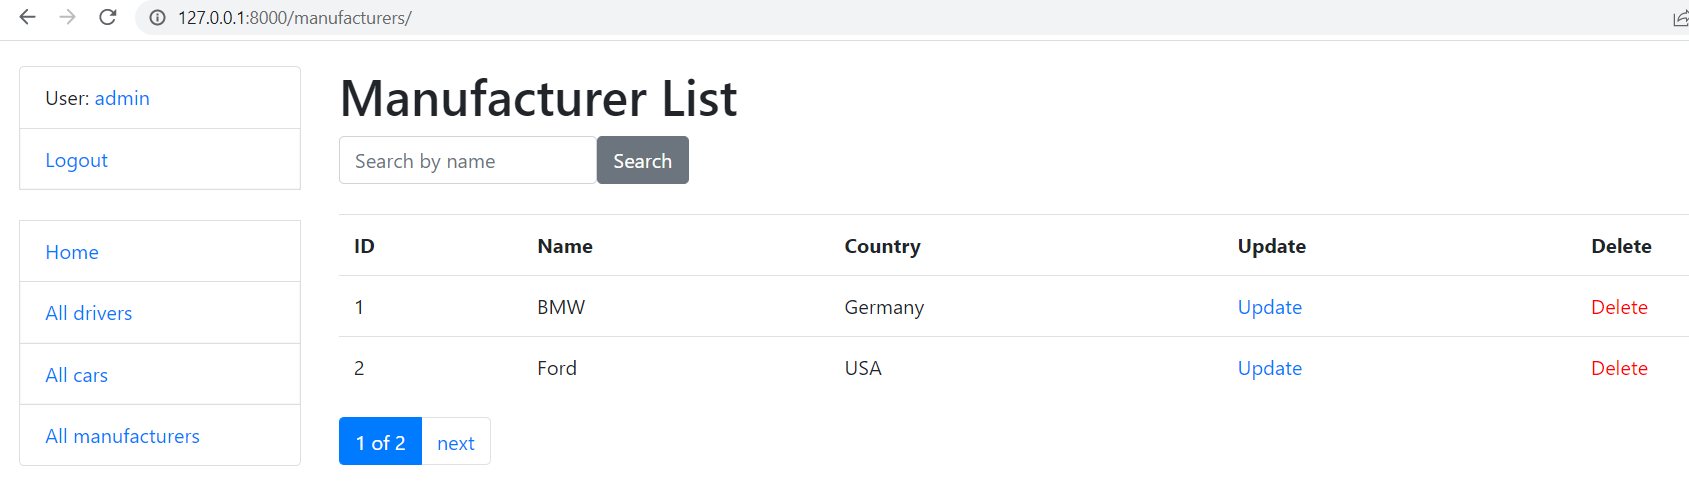 127.0.0.1:8000/manufacturers/
User: admin
Logout
Home
All drivers
All cars
All manufacturers
Manufacturer List
Search by name Search
ID Name Country Update Delete
1 BMW Germany Update Delete
2 Ford USA Update Delete
1 of 2 next